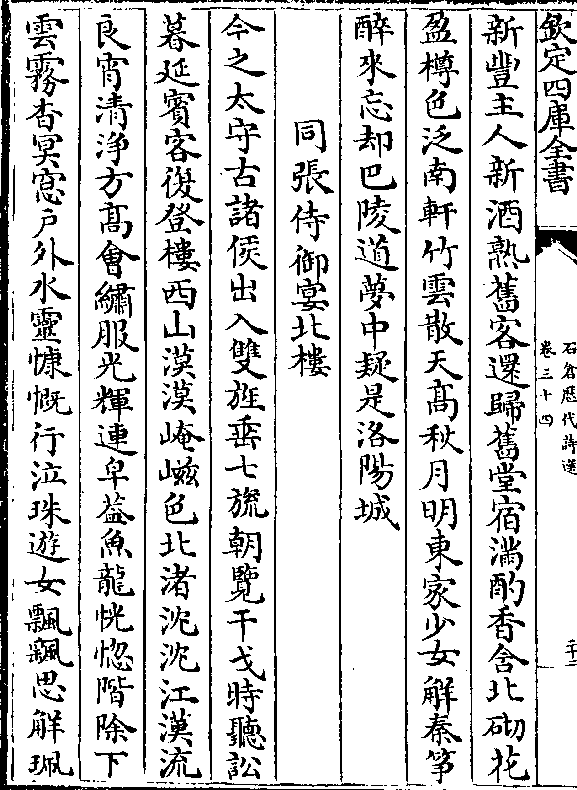 欽定四庫全書
石倉歷代詩選
卷三十四
新豐主人新酒熟舊客還歸舊堂宿滿酌香含北砌花
盈樽色泛南軒竹雲散天髙秋月明東家少女解秦箏
醉來忘却巴陵道夢中疑是洛陽城
同張侍御宴北樓
今之太守古諸侯出入雙旌垂七旒朝覽干戈時聽訟
暮延賓客復登樓西山漠漠崦嵫色北渚沈沈江漢流
良宵清浄方髙會繡服光輝連皁葢魚龍恍惚階除下
雲霧杳冥窓户外水靈慷慨行泣珠遊女飄飄思解珮